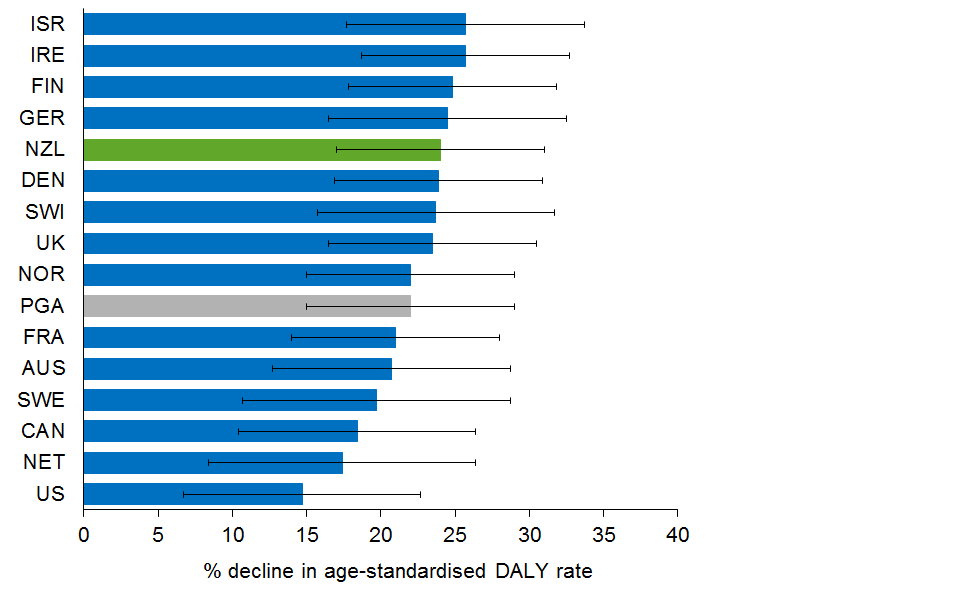 ISR
IRE
FIN
GER
NZL
DEN
SWI
UK
NOR
PGA
FRA
AUS
SWE
CAN
NET
US
0 5 10 15 20 25 30 35 40
% decline in age-standardised DALY rate